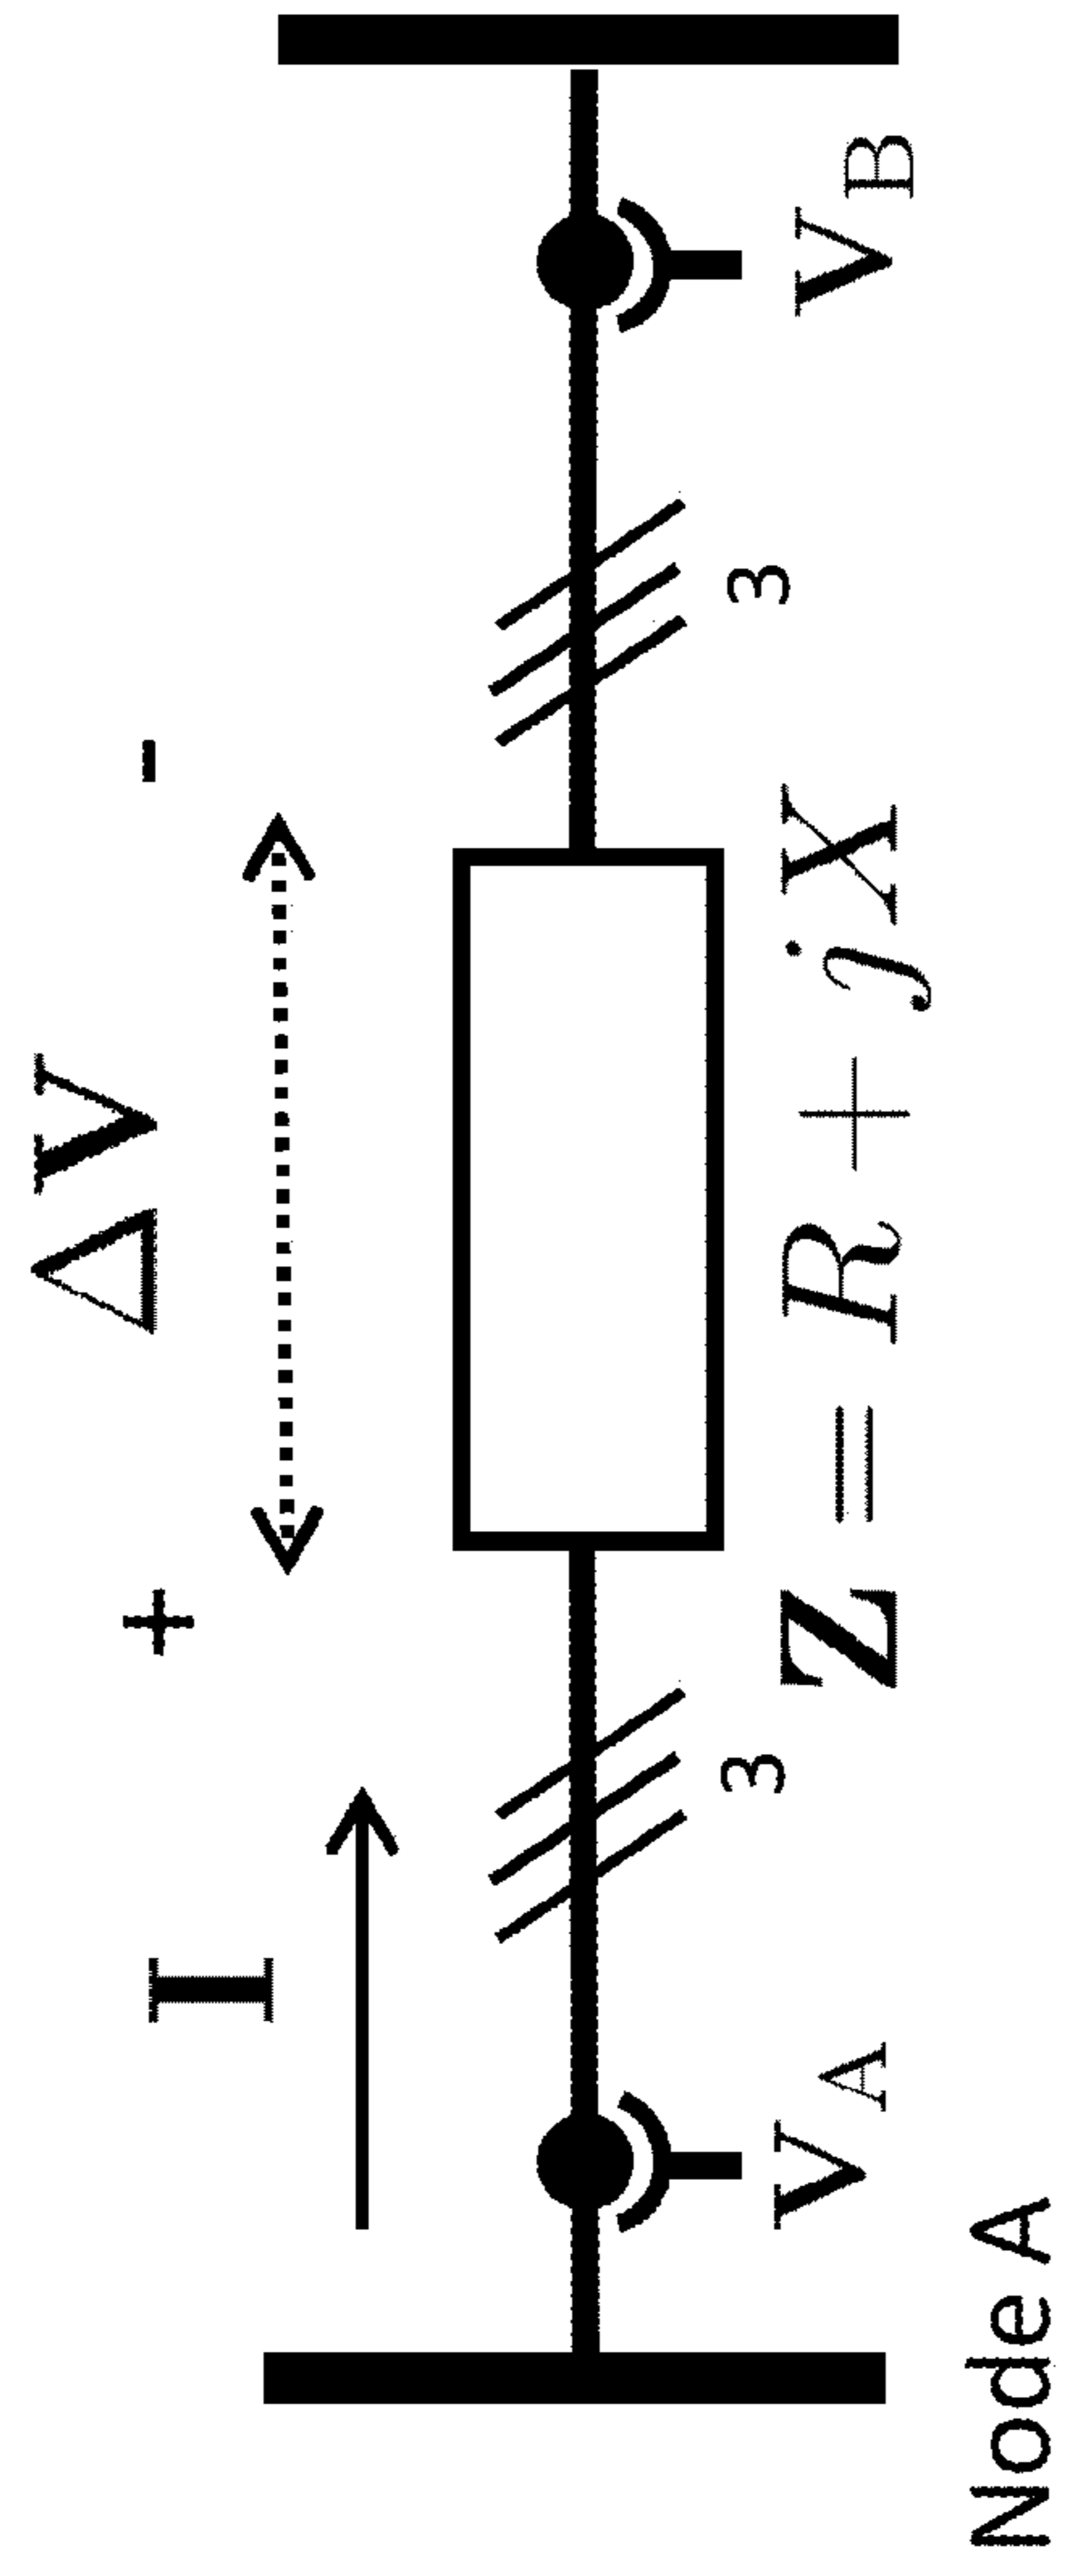 ΔV
+ -
I
3 3
V_A Z = R + jX V_B
Node A